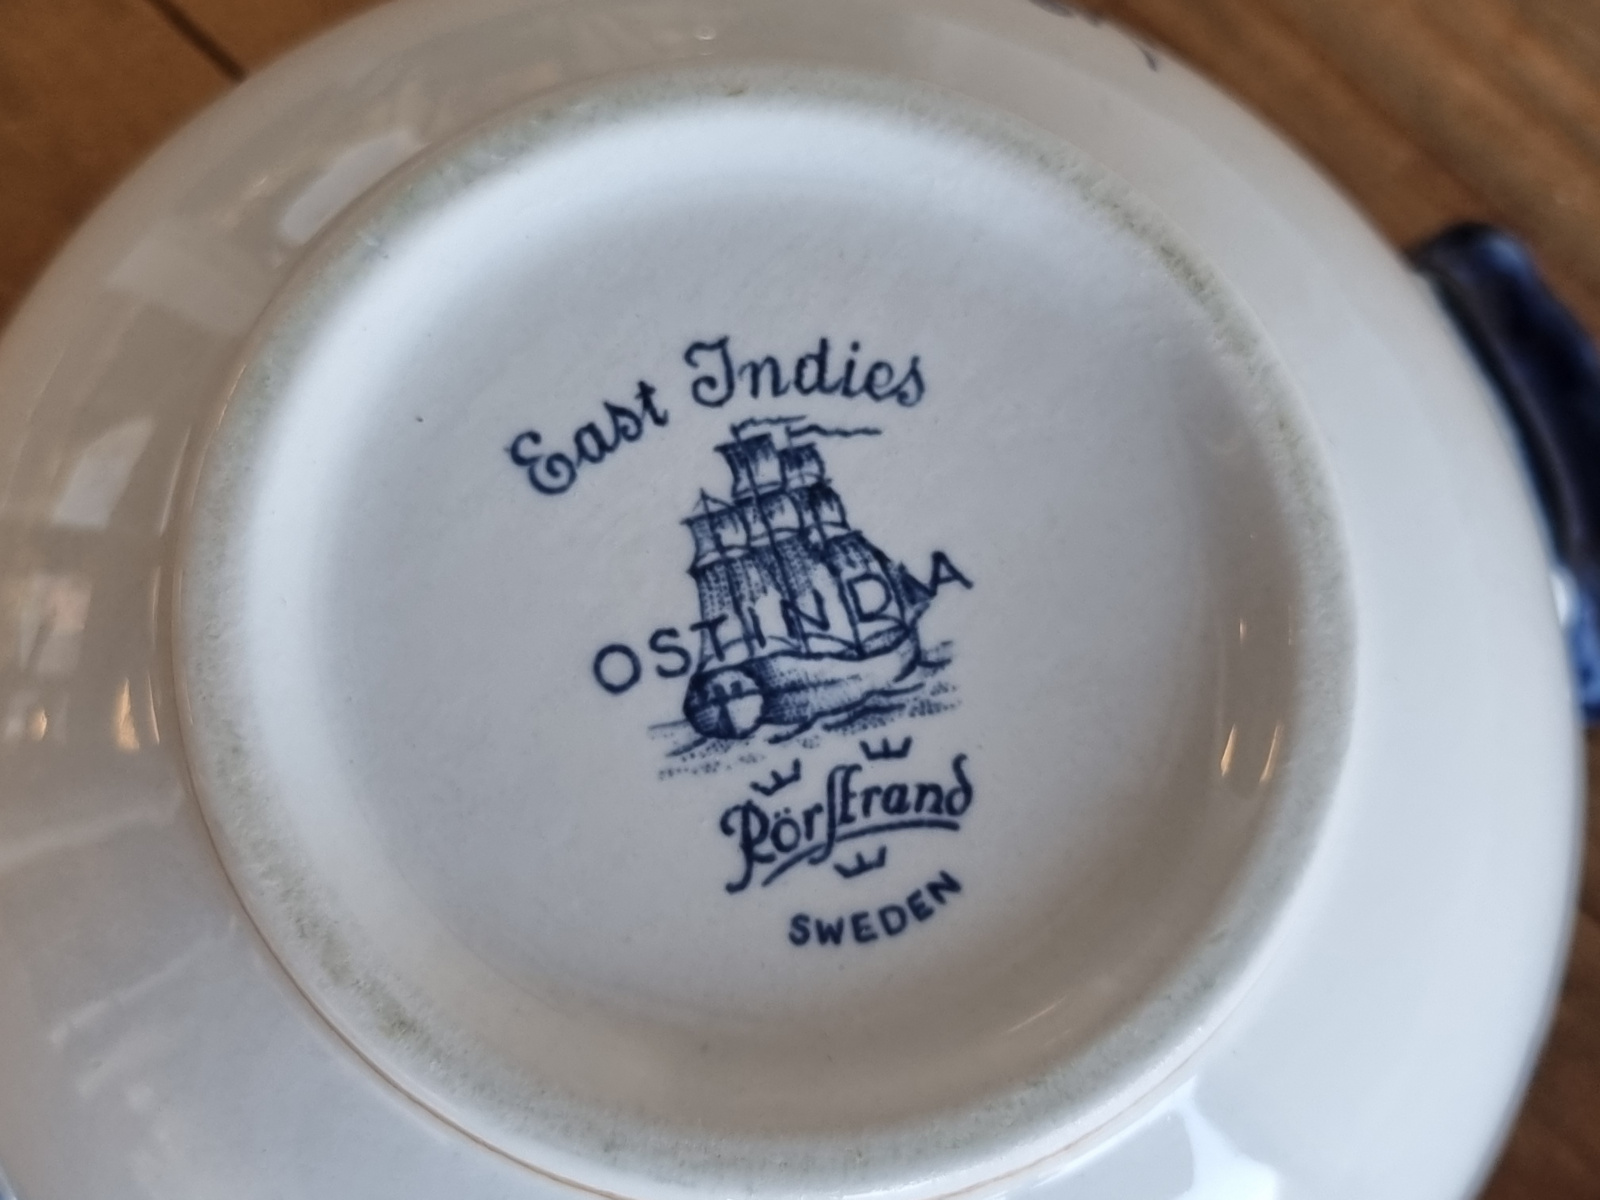 East Indies
OSTINDIA
Rörstrand
SWEDEN